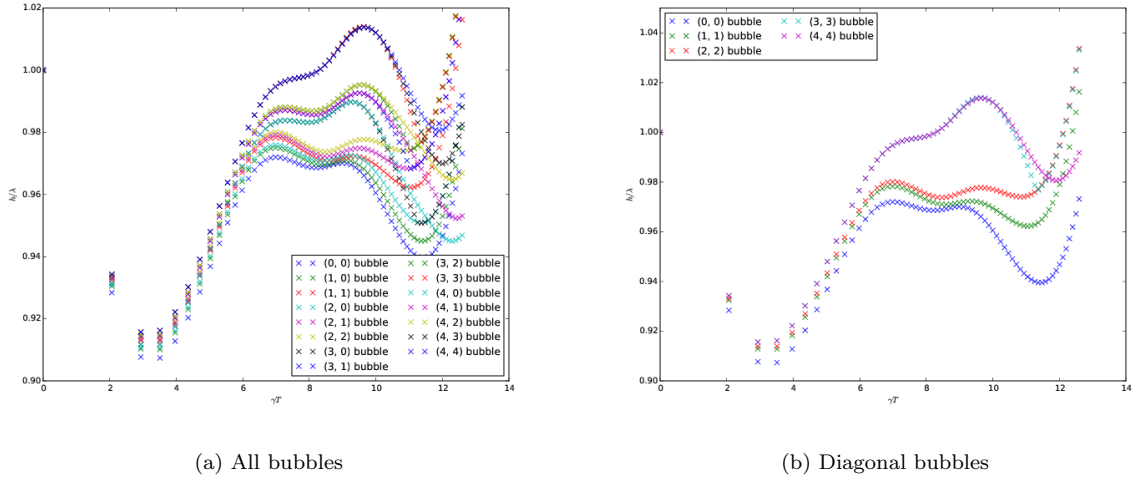 1.02
1.00
0.98
0.96
0.94
0.92
0.90
h/λ
0 2 4 6 8 10 12 14
γT
(0, 0) bubble
(1, 0) bubble
(1, 1) bubble
(2, 0) bubble
(2, 1) bubble
(2, 2) bubble
(3, 0) bubble
(3, 1) bubble
(3, 2) bubble
(3, 3) bubble
(4, 0) bubble
(4, 1) bubble
(4, 2) bubble
(4, 3) bubble
(4, 4) bubble
(a) All bubbles
1.04
1.02
1.00
0.98
0.96
0.94
0.92
0.90
h/λ
0 2 4 6 8 10 12 14
γT
(0, 0) bubble
(1, 1) bubble
(2, 2) bubble
(3, 3) bubble
(4, 4) bubble
(b) Diagonal bubbles